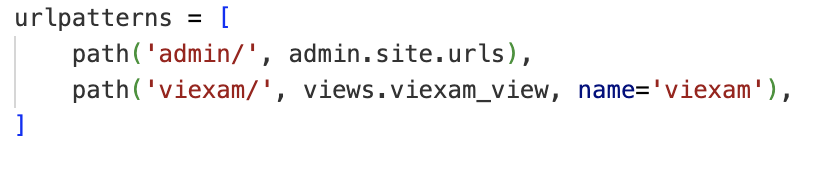 urlpatterns = [
    path('admin/', admin.site.urls),
    path('viexam/', views.viexam_view, name='viexam'),
]